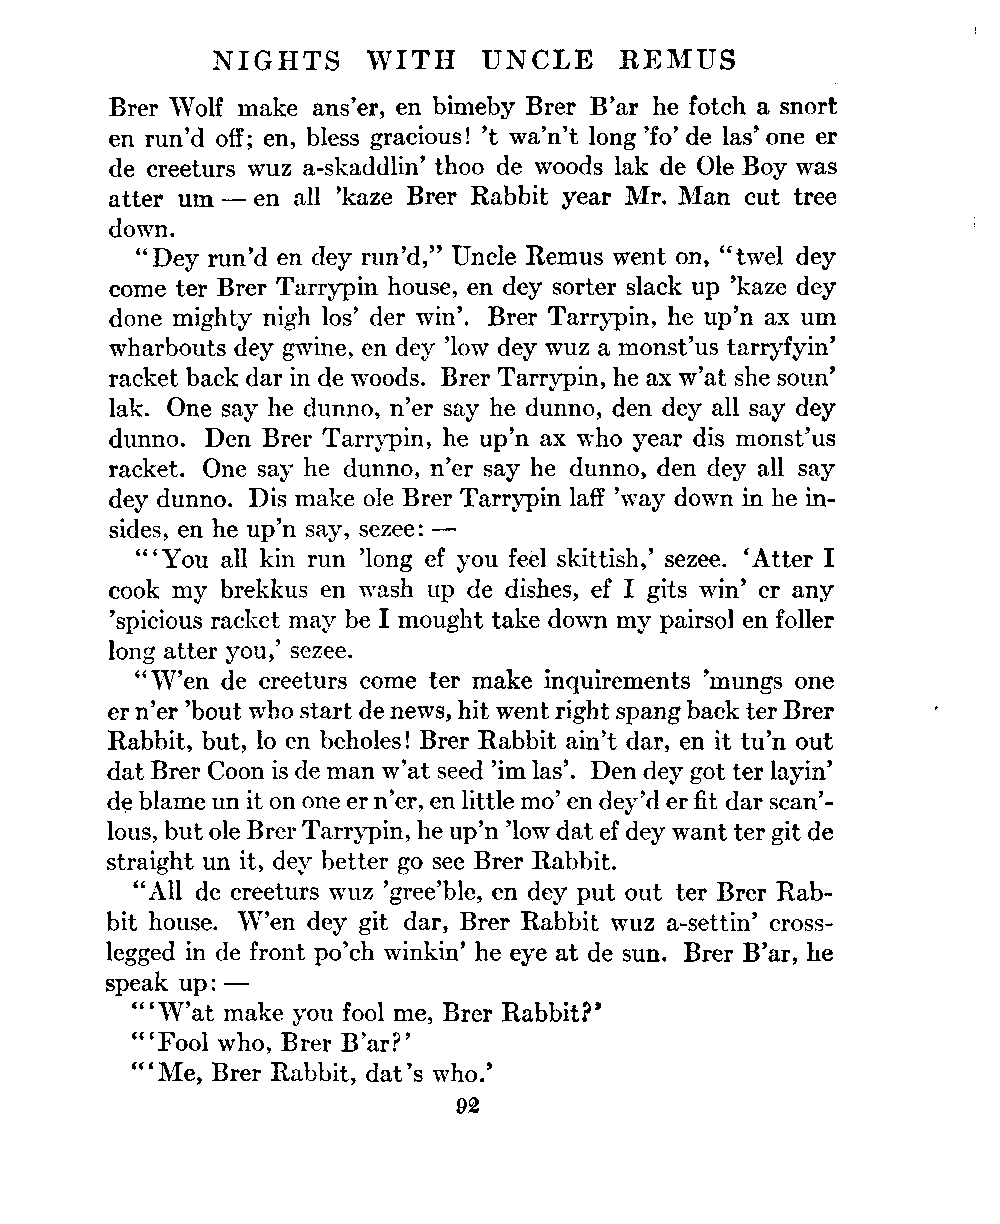 NIGHTS WITH UNCLE REMUS
Brer Wolf make ans'er, en bimeby Brer B'ar he fotch a snort
en run'd off; en, bless gracious! 't wa'n't long 'fo' de las' one er
de creeturs wuz a-skaddlin' thoo de woods lak de Ole Boy was
atter um — en all 'kaze Brer Rabbit year Mr. Man cut tree
down.
"Dey run'd en dey run'd," Uncle Remus went on, "twel dey
come ter Brer Tarrypin house, en dey sorter slack up 'kaze dey
done mighty nigh los' der win'. Brer Tarrypin, he up'n ax um
wharbouts dey gwine, en dey 'low dey wuz a monst'us tarryfyin'
racket back dar in de woods. Brer Tarrypin, he ax w'at she soun'
lak. One say he dunno, n'er say he dunno, den dey all say dey
dunno. Den Brer Tarrypin, he up'n ax who year dis monst'us
racket. One say he dunno, n'er say he dunno, den dey all say
dey dunno. Dis make ole Brer Tarrypin laff 'way down in he in-
sides, en he up'n say, sezee: —
"'You all kin run 'long ef you feel skittish,' sezee. 'Atter I
cook my brekkus en wash up de dishes, ef I gits win' er any
'spicious racket may be I mought take down my pairsol en foller
long atter you,' sezee.
"W'en de creeturs come ter make inquirements 'mungs one
er n'er 'bout who start de news, hit went right spang back ter Brer
Rabbit, but, lo en beholes! Brer Rabbit ain't dar, en it tu'n out
dat Brer Coon is de man w'at seed 'im las'. Den dey got ter layin'
de blame un it on one er n'er, en little mo' en dey'd er fit dar scan'-
lous, but ole Brer Tarrypin, he up'n 'low dat ef dey want ter git de
straight un it, dey better go see Brer Rabbit.
"All de creeturs wuz 'gree'ble, en dey put out ter Brer Rab-
bit house. W'en dey git dar, Brer Rabbit wuz a-settin' cross-
legged in de front po'ch winkin' he eye at de sun. Brer B'ar, he
speak up: —
"'W'at make you fool me, Brer Rabbit?'
"'Fool who, Brer B'ar?'
"'Me, Brer Rabbit, dat's who.'
92